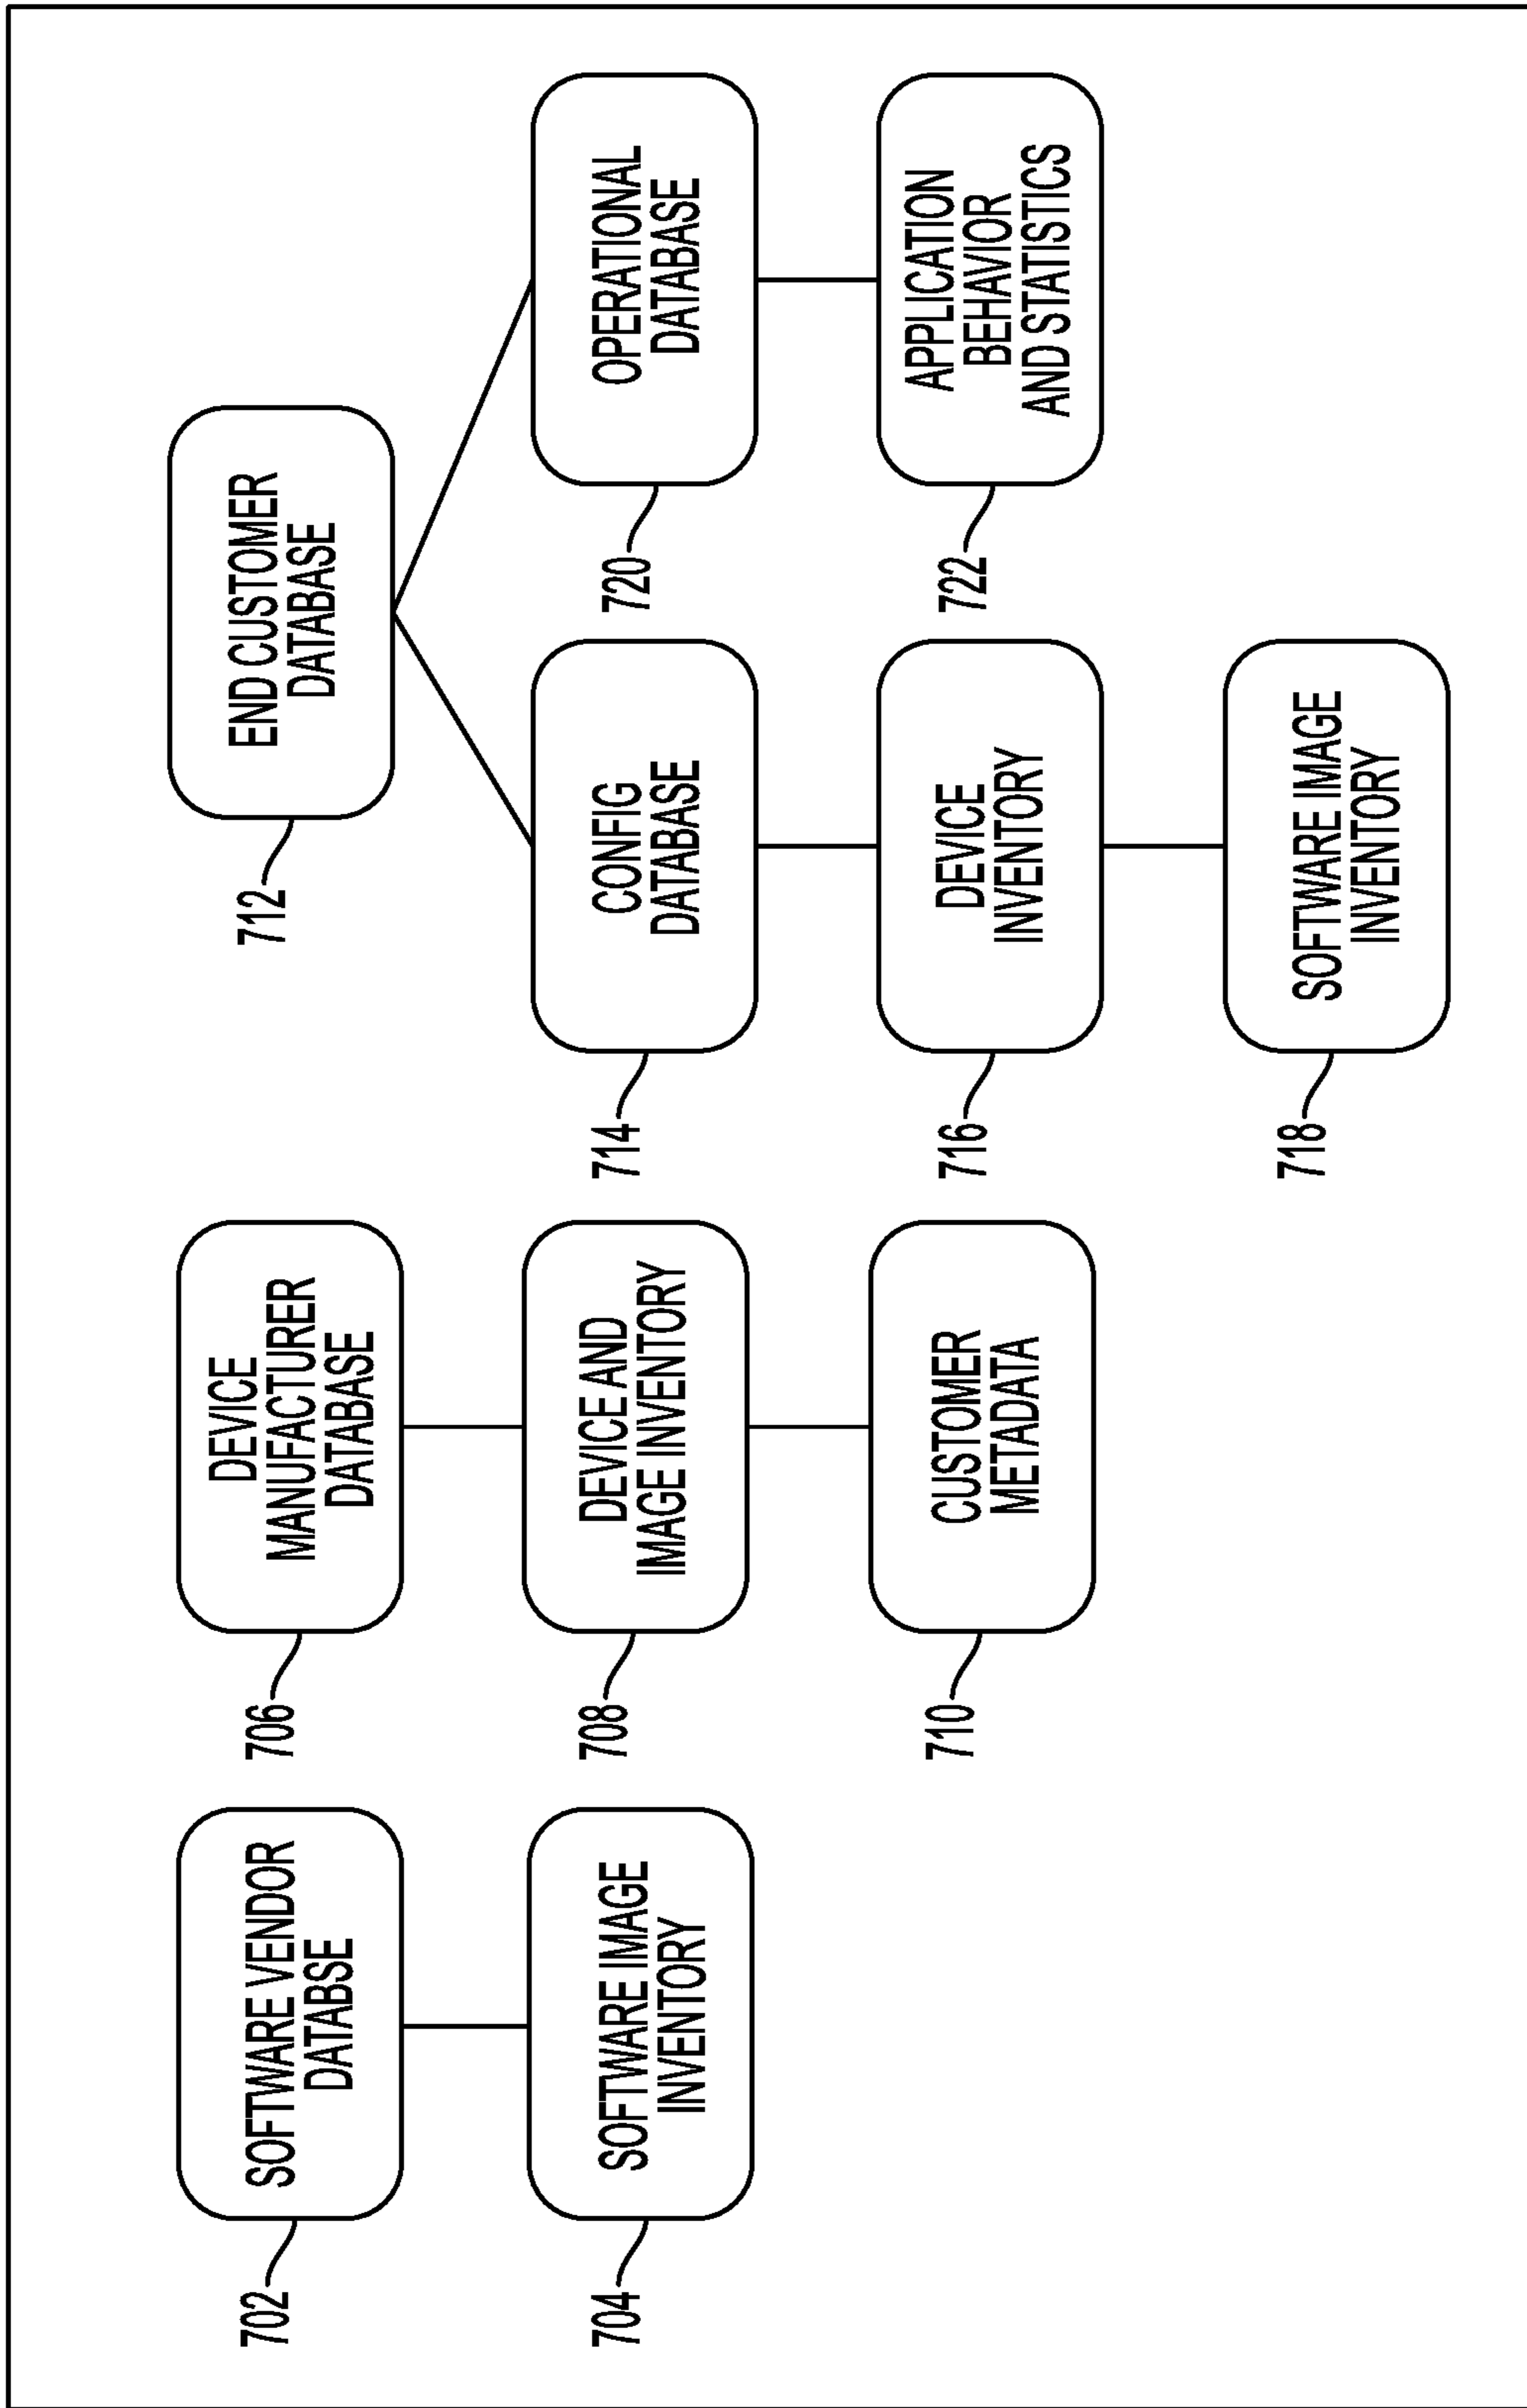 702
SOFTWARE VENDOR
DATABSE
704
SOFTWARE IMAGE
INVENTORY
706
DEVICE
MANUFACTURER
DATABASE
708
DEVICE AND
IMAGE INVENTORY
710
CUSTOMER
METADATA
712
END CUSTOMER
DATABASE
714
CONFIG
DATABASE
716
DEVICE
INVENTORY
718
SOFTWARE IMAGE
INVENTORY
720
OPERATIONAL
DATABASE
722
APPLICATION
BEHAVIOR
AND STATISTICS